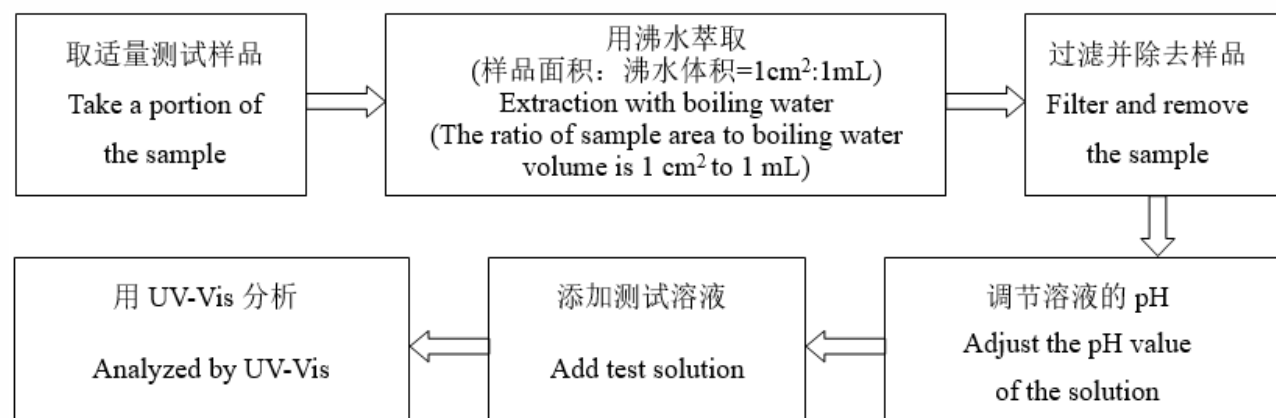 取适量测试样品
Take a portion of
the sample
用沸水萃取
(样品面积：沸水体积=1cm²:1mL)
Extraction with boiling water
(The ratio of sample area to boiling water
volume is 1 cm² to 1 mL)
过滤并除去样品
Filter and remove
the sample
调节溶液的 pH
Adjust the pH value
of the solution
添加测试溶液
Add test solution
用 UV-Vis 分析
Analyzed by UV-Vis